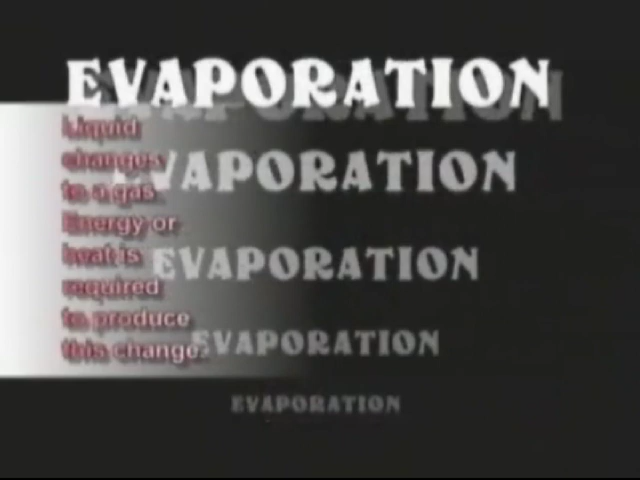 EVAPORATION
Liquid
changes
to a gas.
Energy or
heat is
required
to produce
this change.
EVAPORATION
EVAPORATION
EVAPORATION
EVAPORATION